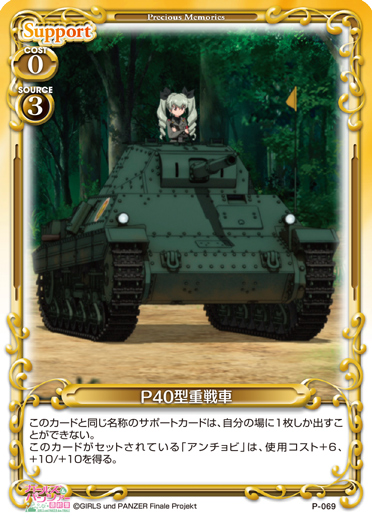 Precious Memories
Support
COST
0
SOURCE
3
P40型重戦車
このカードと同じ名称のサポートカードは、自分の場に1枚しか出すこ
とができない。
このカードがセットされている「アンチョビ」は、使用コスト+6、
+10/+10を得る。
©GIRLS und PANZER Finale Projekt
P-069